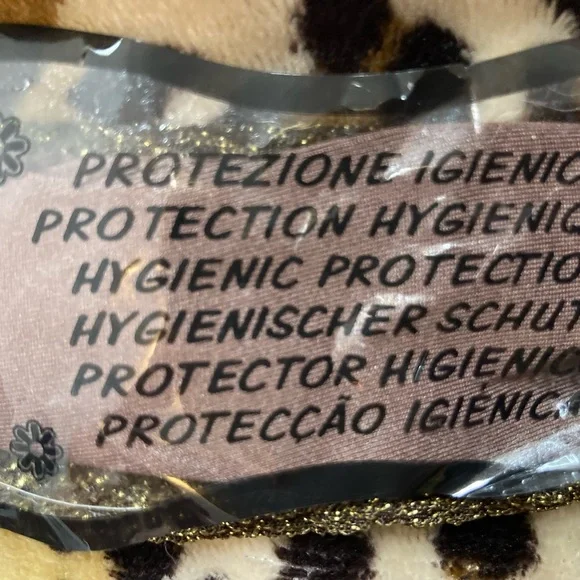 PROTEZIONE IGIENIC
PROTECTION HYGIENIQ
HYGIENIC PROTECTIO
HYGIENISCHER SCHUT
PROTECTOR HIGIENIC
PROTECÇÃO IGIÉNIC